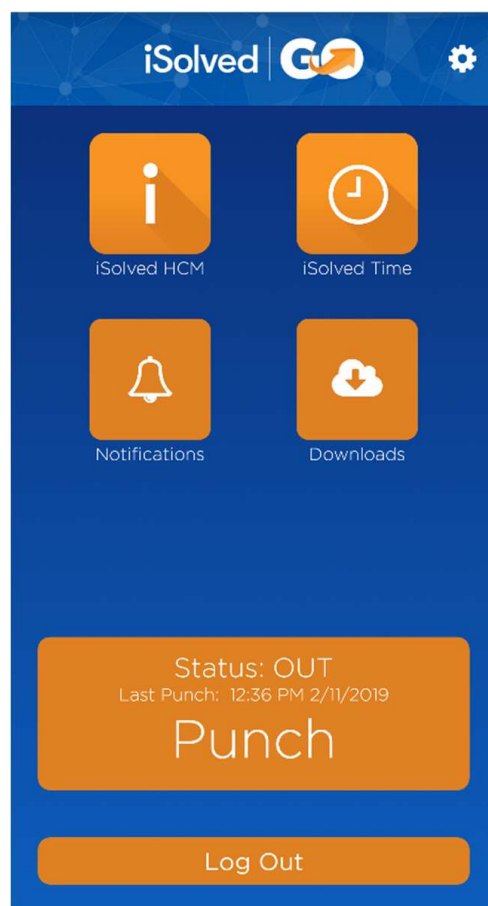 iSolved GO
iSolved HCM
iSolved Time
Notifications
Downloads
Status: OUT
Last Punch: 12:36 PM 2/11/2019
Punch
Log Out